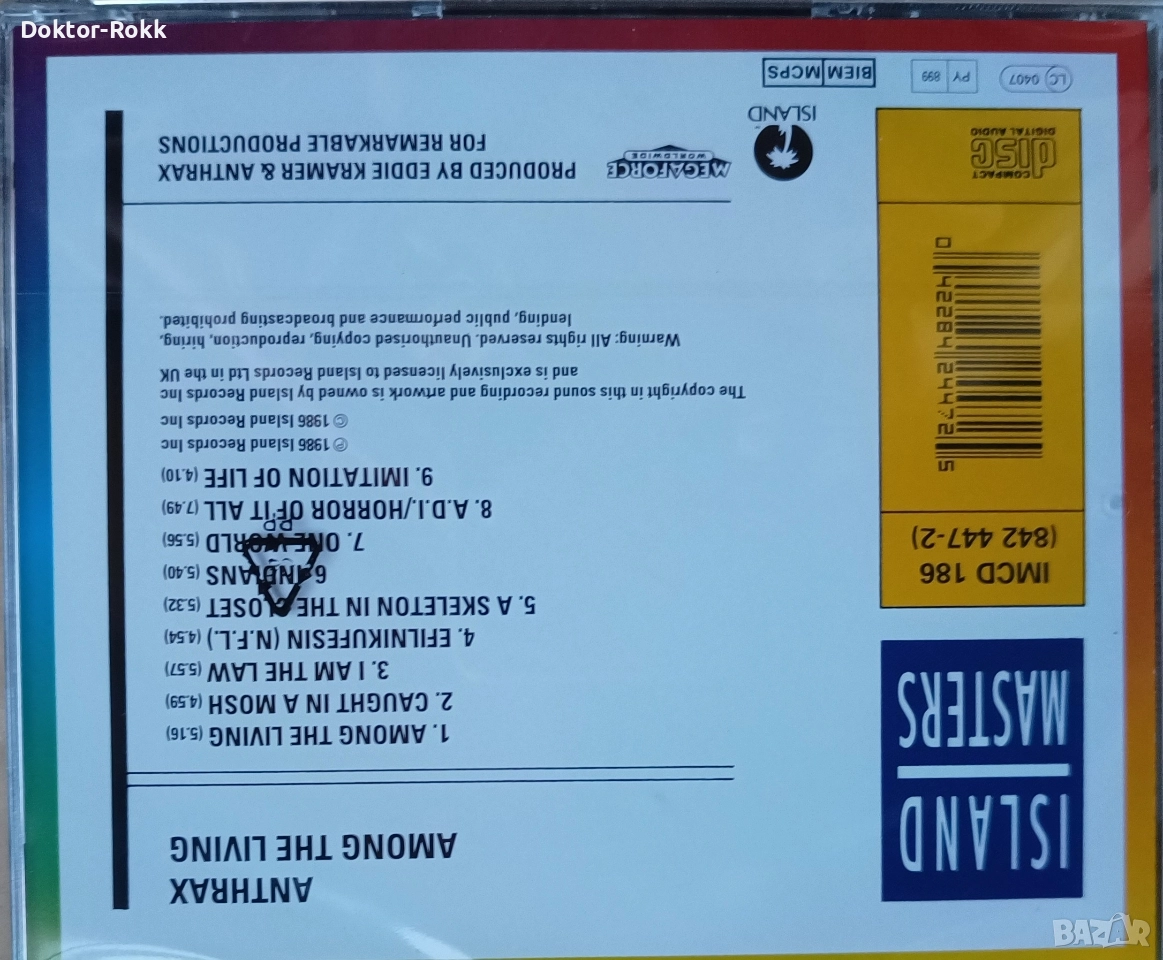 Doktor-Rokk
ANTHRAX
AMONG THE LIVING
1. AMONG THE LIVING (5.16)
2. CAUGHT IN A MOSH (4.59)
3. I AM THE LAW (5.57)
4. EFILNIKUFESIN (N.F.L.) (4.54)
5. A SKELETON IN THE CLOSET (5.32)
6. INDIANS (5.40)
7. ONE WORLD (5.56)
8. A.D.I./HORROR OF IT ALL (7.49)
9. IMITATION OF LIFE (4.10)
℗ 1986 Island Records Inc
© 1986 Island Records Inc
The copyright in this sound recording and artwork is owned by Island Records Inc
and is exclusively licensed to Island Records Ltd in the UK
Warning: All rights reserved. Unauthorised copying, reproduction, hiring,
lending, public performance and broadcasting prohibited.
PRODUCED BY EDDIE KRAMER & ANTHRAX
FOR REMARKABLE PRODUCTIONS
MEGAFORCE
WORLDWIDE
ISLAND
ISLAND
MASTERS
IMCD 186
(842 447-2)
5
42284 24472
0
COMPACT
disc
DIGITAL AUDIO
LC 0407
PY 899
BIEM MCPS
PP
BAZAR